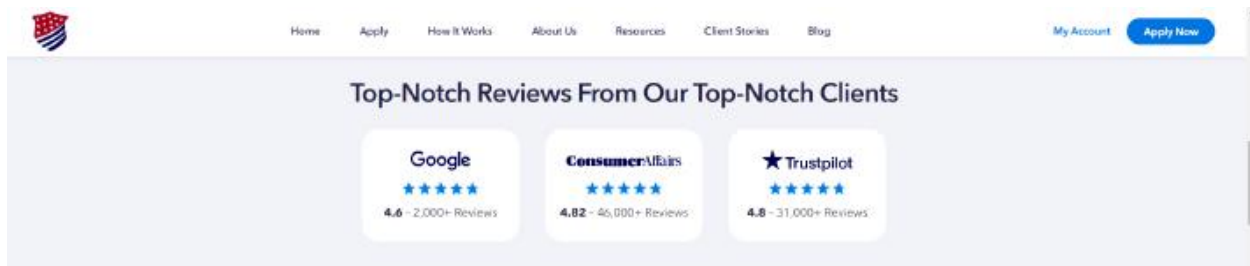 Home Apply How It Works About Us Resources Client Stories Blog My Account Apply Now
Top-Notch Reviews From Our Top-Notch Clients
Google ConsumerAffairs Trustpilot
4.6 - 2,000+ Reviews 4.82 - 46,000+ Reviews 4.8 - 31,000+ Reviews